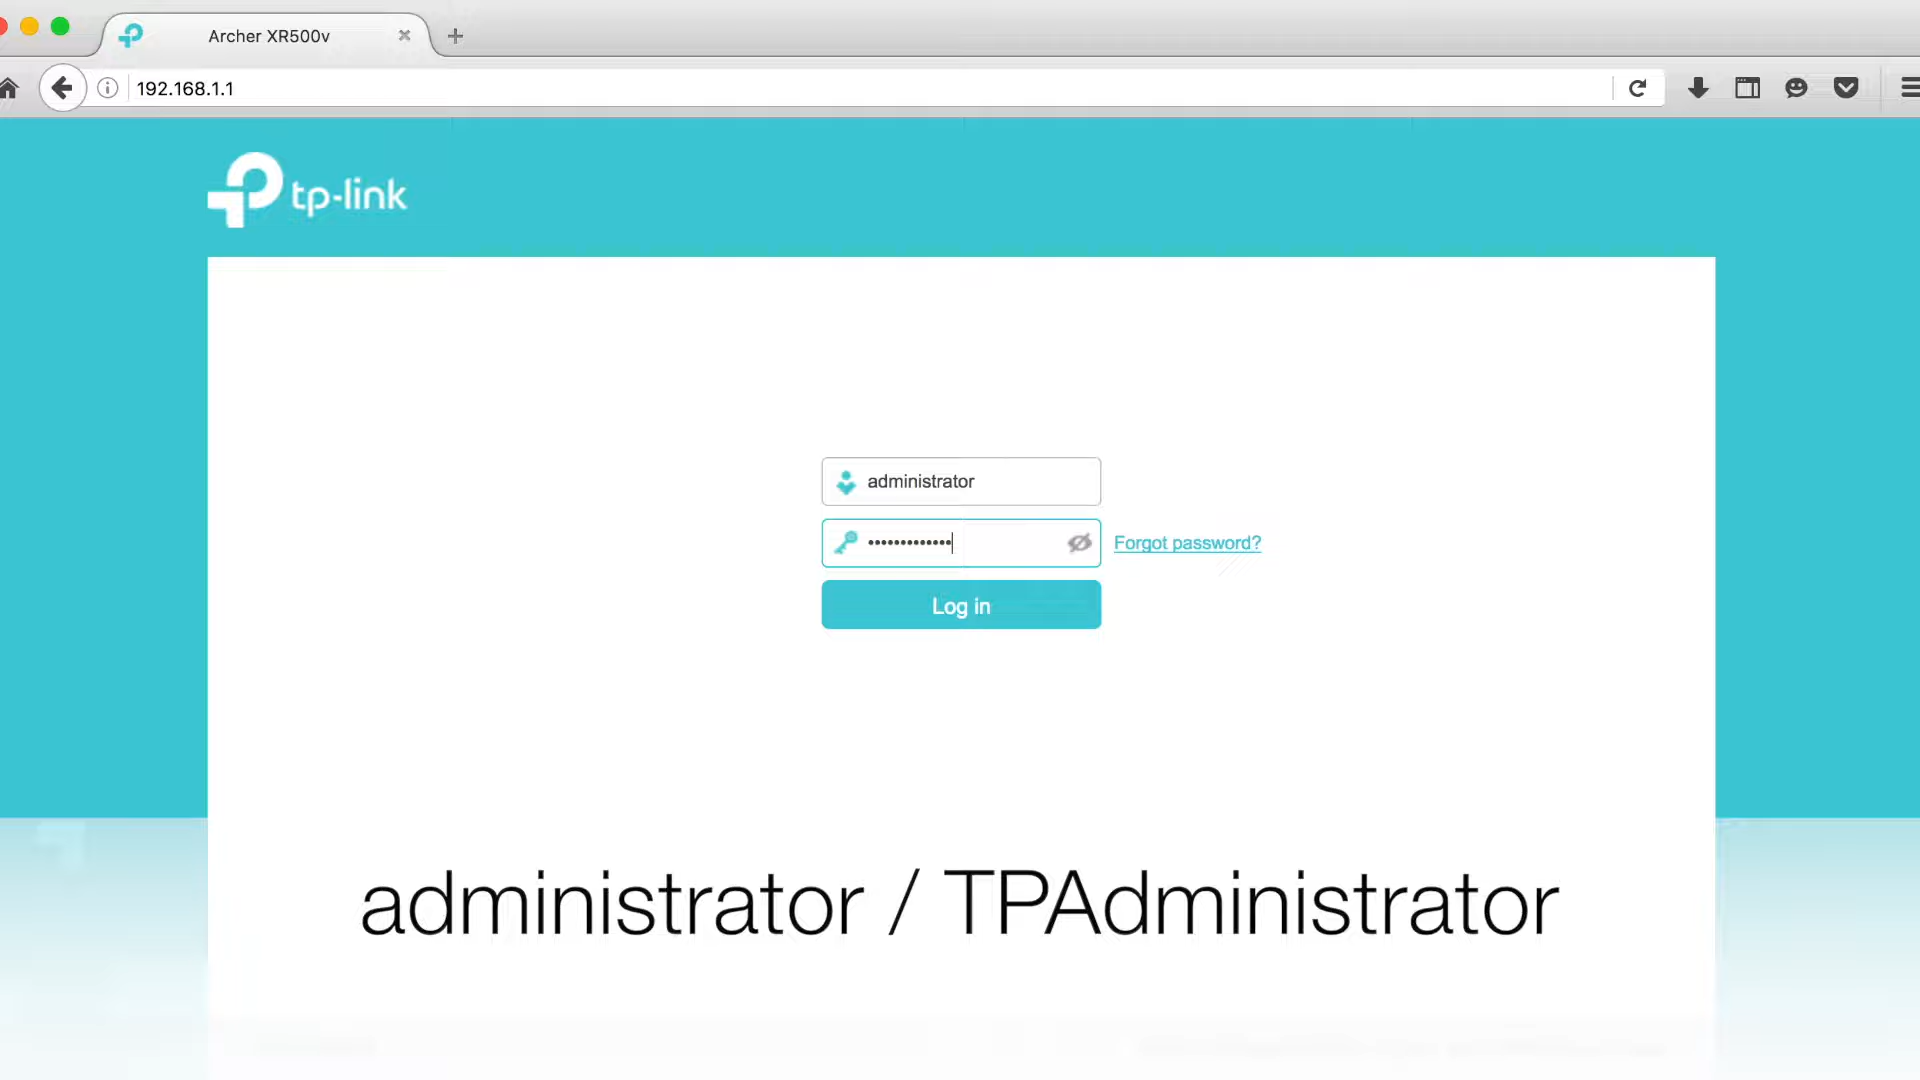 Archer XR500v
192.168.1.1
tp-link
administrator
•••••••••••••
Forgot password?
Log in
administrator / TPAdministrator